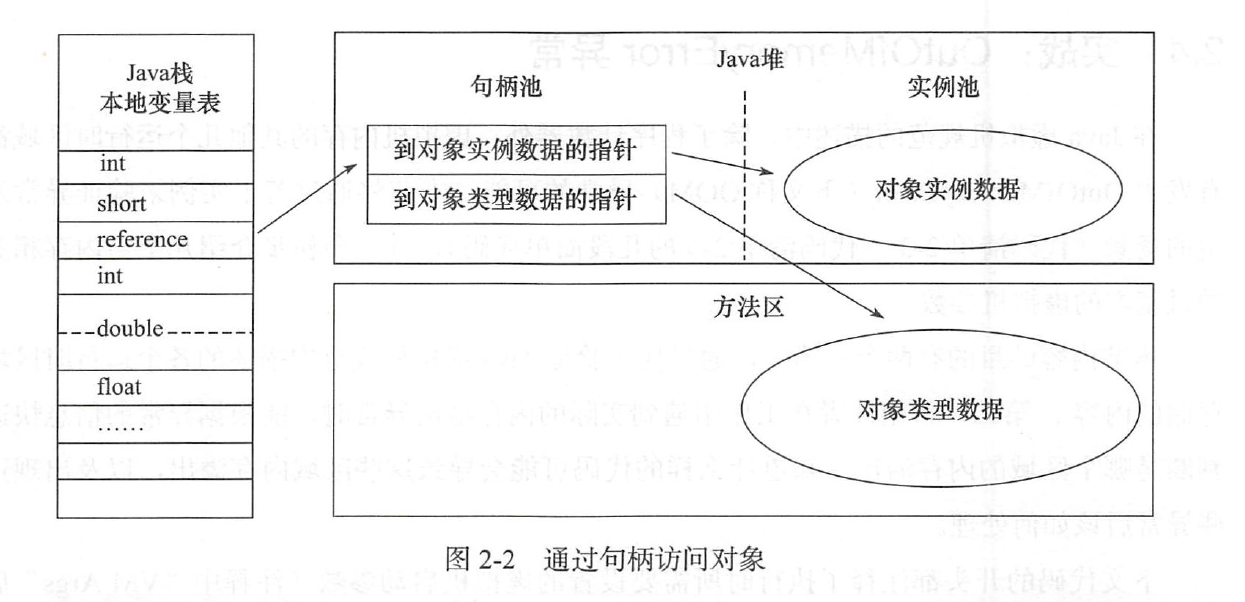 Java栈
本地变量表
int
short
reference
int
double
float
……
Java堆
句柄池
实例池
到对象实例数据的指针
到对象类型数据的指针
对象实例数据
方法区
对象类型数据
图 2-2 通过句柄访问对象